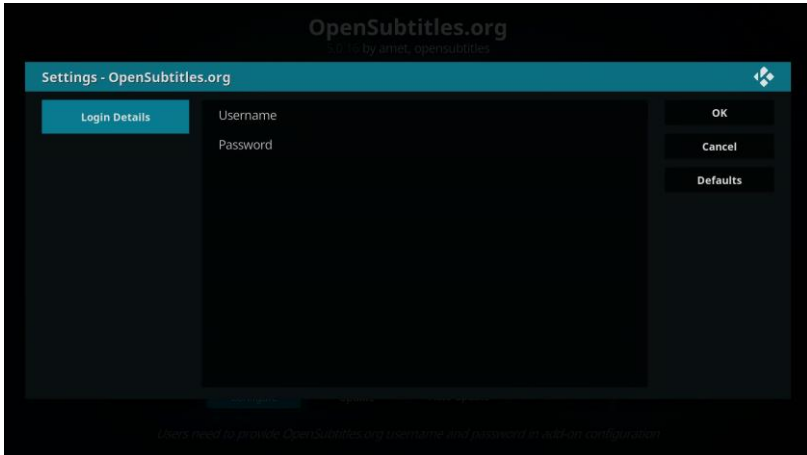 OpenSubtitles.org
5.0.16 by amet, opensubtitles
Settings - OpenSubtitles.org
Login Details
Username
Password
OK
Cancel
Defaults
Users need to provide OpenSubtitles.org username and password in add-on configuration